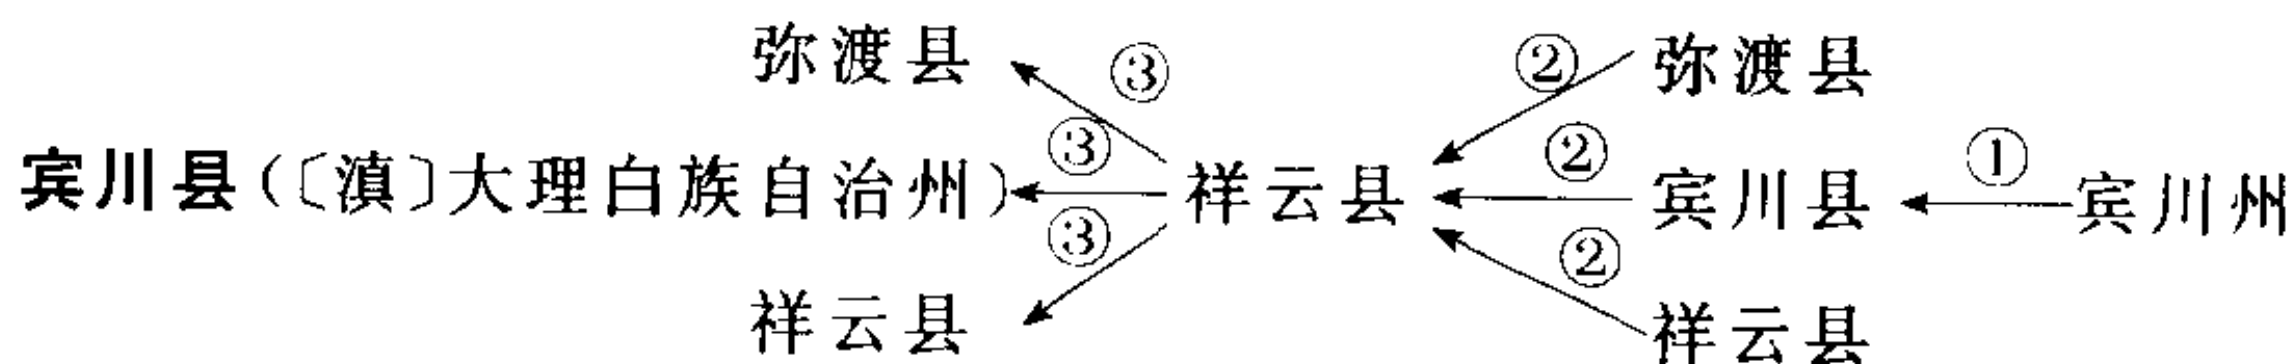 弥渡县 ③ ② 弥渡县
宾川县(〔滇〕大理白族自治州) ③ 祥云县 ② 宾川县 ① 宾川州
祥云县 ③ ② 祥云县